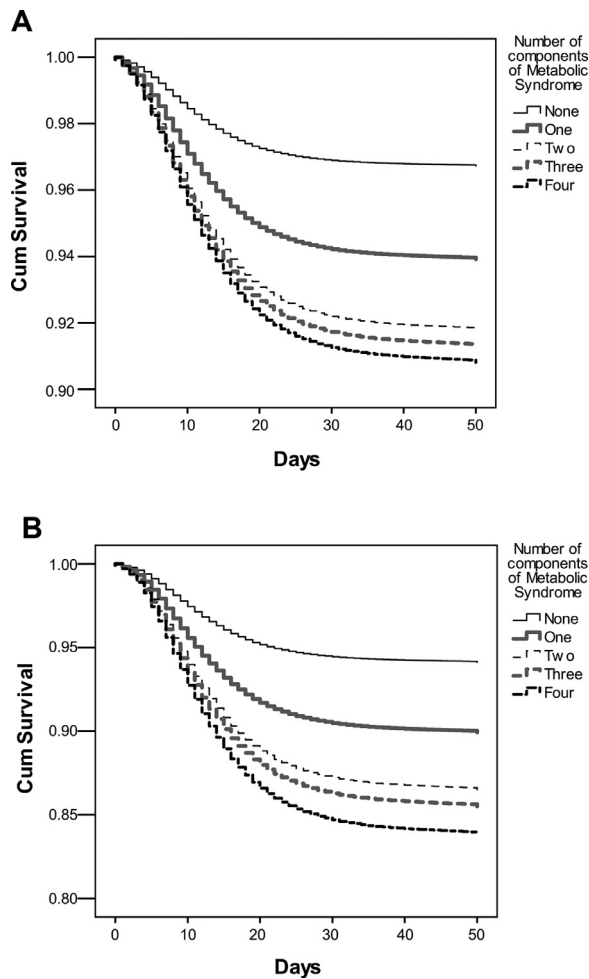 A
Number of
components
of Metabolic
Syndrome
None
One
Two
Three
Four
1.00
0.98
0.96
0.94
0.92
0.90
Cum Survival
0 10 20 30 40 50
Days
B
Number of
components
of Metabolic
Syndrome
None
One
Two
Three
Four
1.00
0.95
0.90
0.85
0.80
Cum Survival
0 10 20 30 40 50
Days